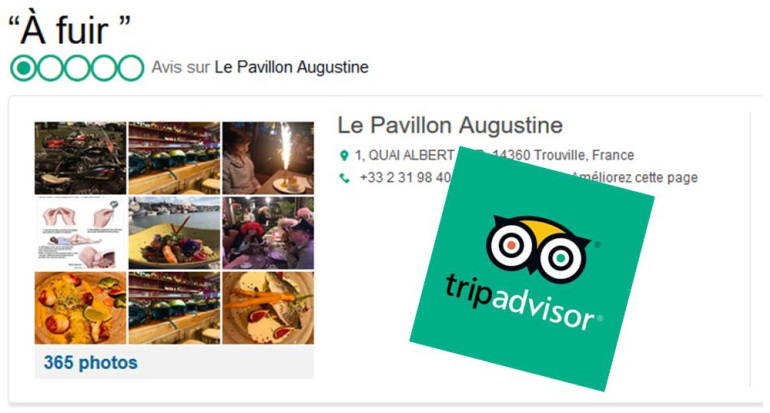 “À fuir ”
Avis sur Le Pavillon Augustine
Le Pavillon Augustine
1, QUAI ALBERT 14360 Trouville, France
+33 2 31 98 40 Améliorez cette page
tripadvisor®
365 photos